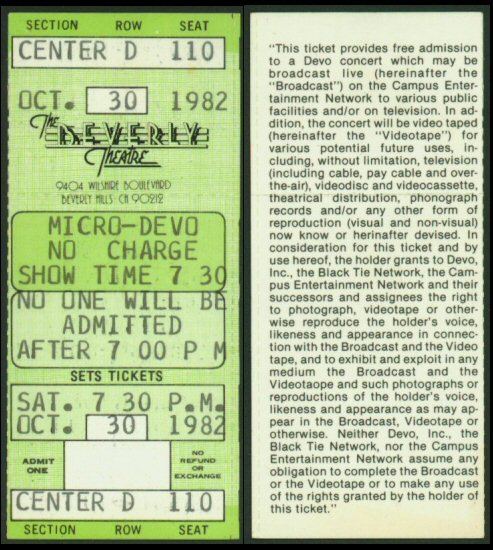 SECTION ROW SEAT
CENTER D 110
OCT. 30 1982
The
BEVERLY
Theatre
9404 WILSHIRE BOULEVARD
BEVERLY HILLS CA 90212
MICRO-DEVO
NO CHARGE
SHOW TIME 7 30
NO ONE WILL BE
ADMITTED
AFTER 7 00 P M
SETS TICKETS
SAT. 7 30 P.M.
OCT. 30 1982
ADMIT
ONE
NO
REFUND
OR
EXCHANGE
CENTER D 110
SECTION ROW SEAT
"This ticket provides free admission
to a Devo concert which may be
broadcast live (hereinafter the
"Broadcast") on the Campus Enter-
tainment Network to various public
facilities and/or on television. In ad-
dition, the concert will be video taped
(hereinafter the "Videotape") for
various potential future uses, in-
cluding, without limitation, television
(including cable, pay cable and over-
the-air), videodisc and videocassette,
theatrical distribution, phonograph
records and/or any other form of
reproduction (visual and non-visual)
now know or herinafter devised. In
consideration for this ticket and by
use hereof, the holder grants to Devo,
Inc., the Black Tie Network, the Cam-
pus Entertainment Network and their
successors and assignees the right
to photograph, videotape or other-
wise reproduce the holder's voice,
likeness and appearance in connec-
tion with the Broadcast and the Video
tape, and to exhibit and exploit in any
medium the Broadcast and the
Videotaope and such photographs or
reproductions of the holder's voice,
likeness and appearance as may ap-
pear in the Broadcast, Videotape or
otherwise. Neither Devo, Inc., the
Black Tie Network, nor the Campus
Entertainment Network assume any
obligation to complete the Broadcast
or the Videotape or to make any use
of the rights granted by the holder of
this ticket."